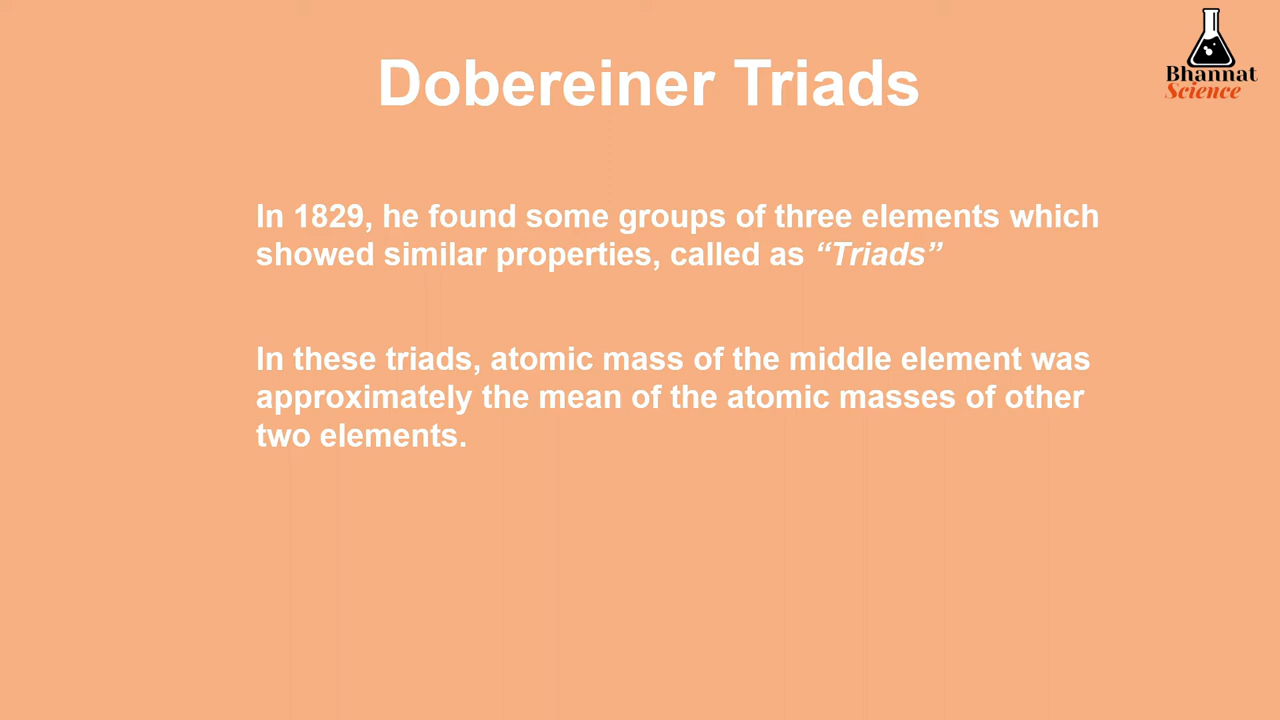 Dobereiner Triads
Bhannat
Science
In 1829, he found some groups of three elements which
showed similar properties, called as “Triads”
In these triads, atomic mass of the middle element was
approximately the mean of the atomic masses of other
two elements.